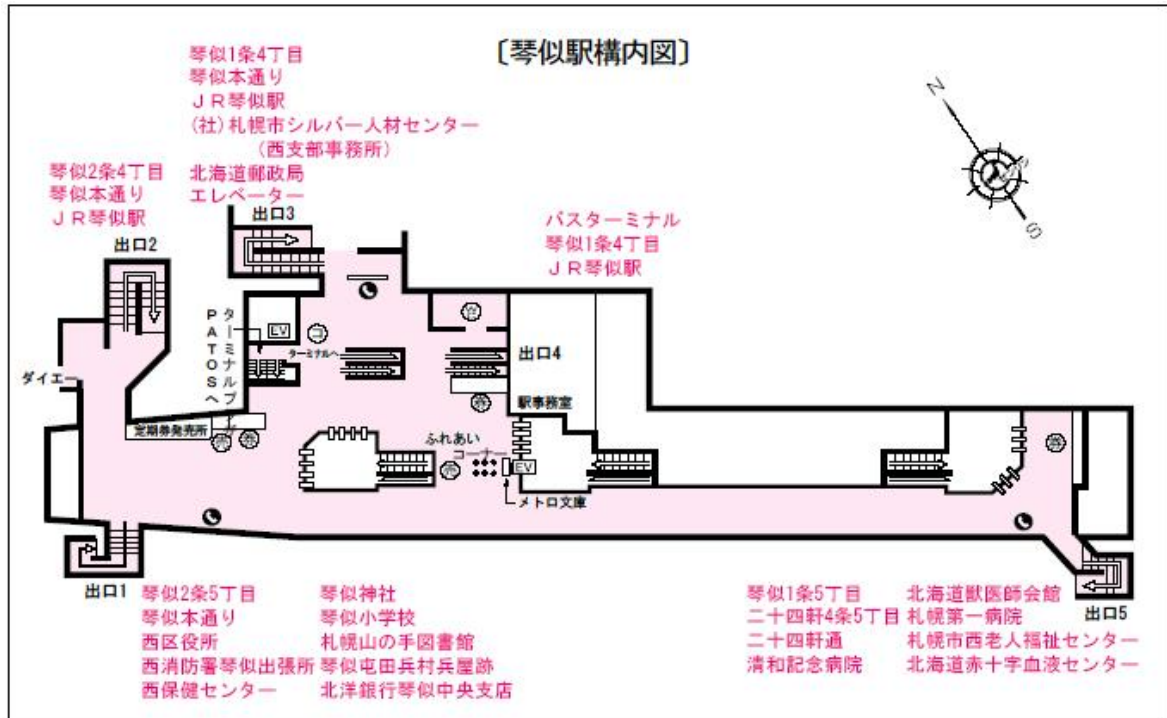 〔琴似駅構内図〕
琴似1条4丁目
琴似本通り
JR琴似駅
(社)札幌市シルバー人材センター
(西支部事務所)
北海道郵政局
エレベーター
出口3
琴似2条4丁目
琴似本通り
JR琴似駅
出口2
バスターミナル
琴似1条4丁目
JR琴似駅
N
S
ターミナルプラザ
PATOSへ
EV
コ
ターミナルへ
出口4
ダイエー
定期券発売所
駅事務室
ふれあい
コーナー
EV
メトロ文庫
出口1
琴似2条5丁目
琴似本通り
西区役所
西消防署琴似出張所
西保健センター
琴似神社
琴似小学校
札幌山の手図書館
琴似屯田兵村兵屋跡
北洋銀行琴似中央支店
琴似1条5丁目
二十四軒4条5丁目
二十四軒通
清和記念病院
北海道獣医師会館
札幌第一病院
札幌市西老人福祉センター
北海道赤十字血液センター
出口5